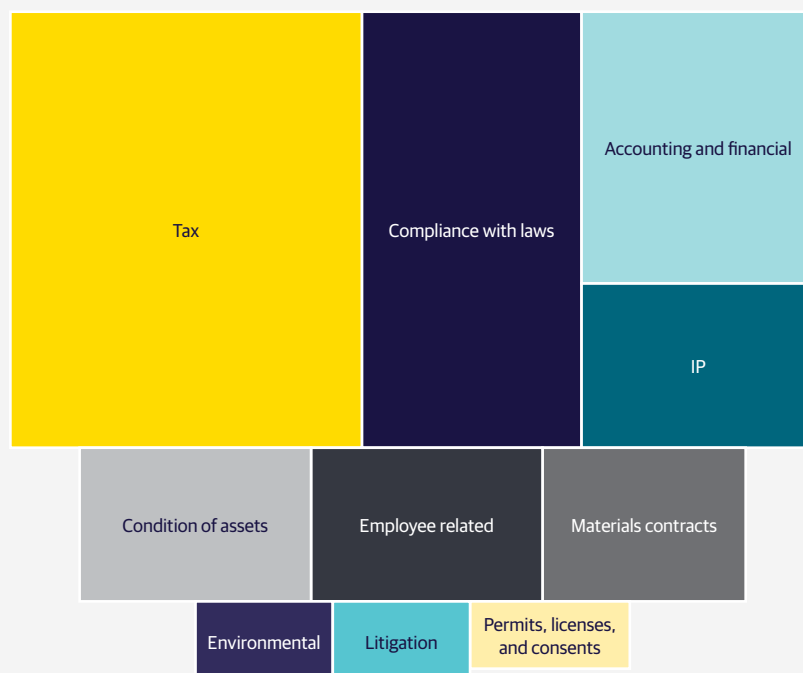 Tax
Compliance with laws
Accounting and financial
IP
Condition of assets
Employee related
Materials contracts
Environmental
Litigation
Permits, licenses,
and consents